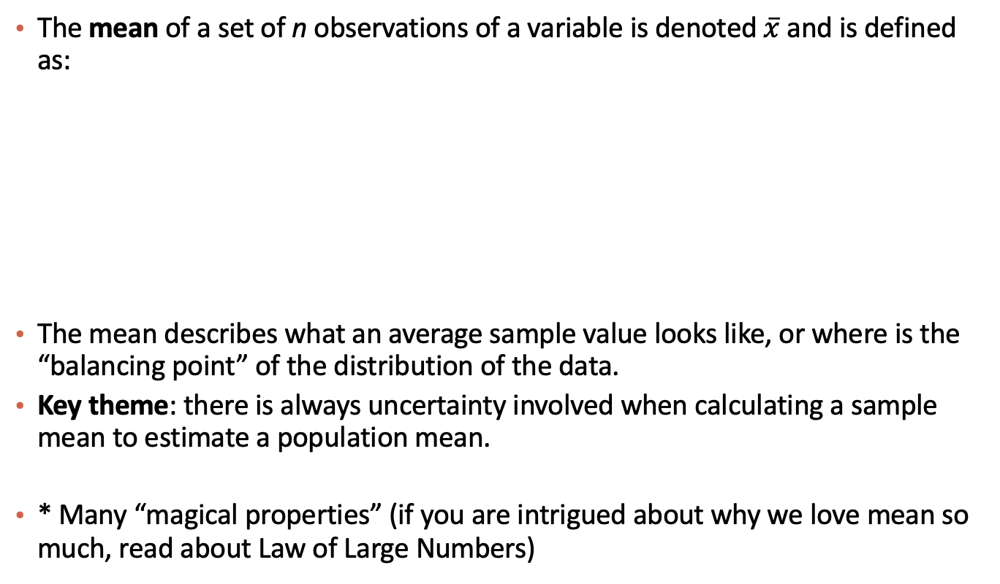 • The mean of a set of n observations of a variable is denoted x̄ and is defined
as:
• The mean describes what an average sample value looks like, or where is the
“balancing point” of the distribution of the data.
• Key theme: there is always uncertainty involved when calculating a sample
mean to estimate a population mean.
• * Many “magical properties” (if you are intrigued about why we love mean so
much, read about Law of Large Numbers)